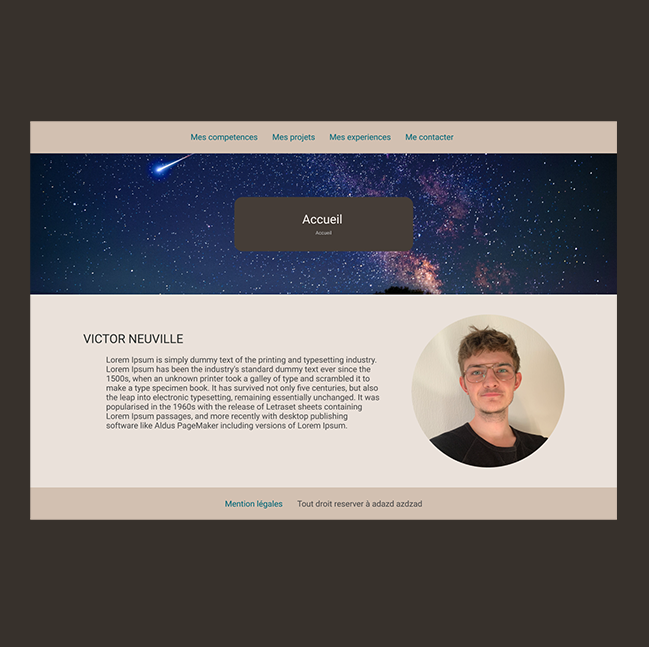 Mes competences Mes projets Mes experiences Me contacter
Accueil
Accueil
VICTOR NEUVILLE
Lorem Ipsum is simply dummy text of the printing and typesetting industry.
Lorem Ipsum has been the industry's standard dummy text ever since the
1500s, when an unknown printer took a galley of type and scrambled it to
make a type specimen book. It has survived not only five centuries, but also
the leap into electronic typesetting, remaining essentially unchanged. It was
popularised in the 1960s with the release of Letraset sheets containing
Lorem Ipsum passages, and more recently with desktop publishing
software like Aldus PageMaker including versions of Lorem Ipsum.
Mention légales Tout droit reserver à adazd azdzad